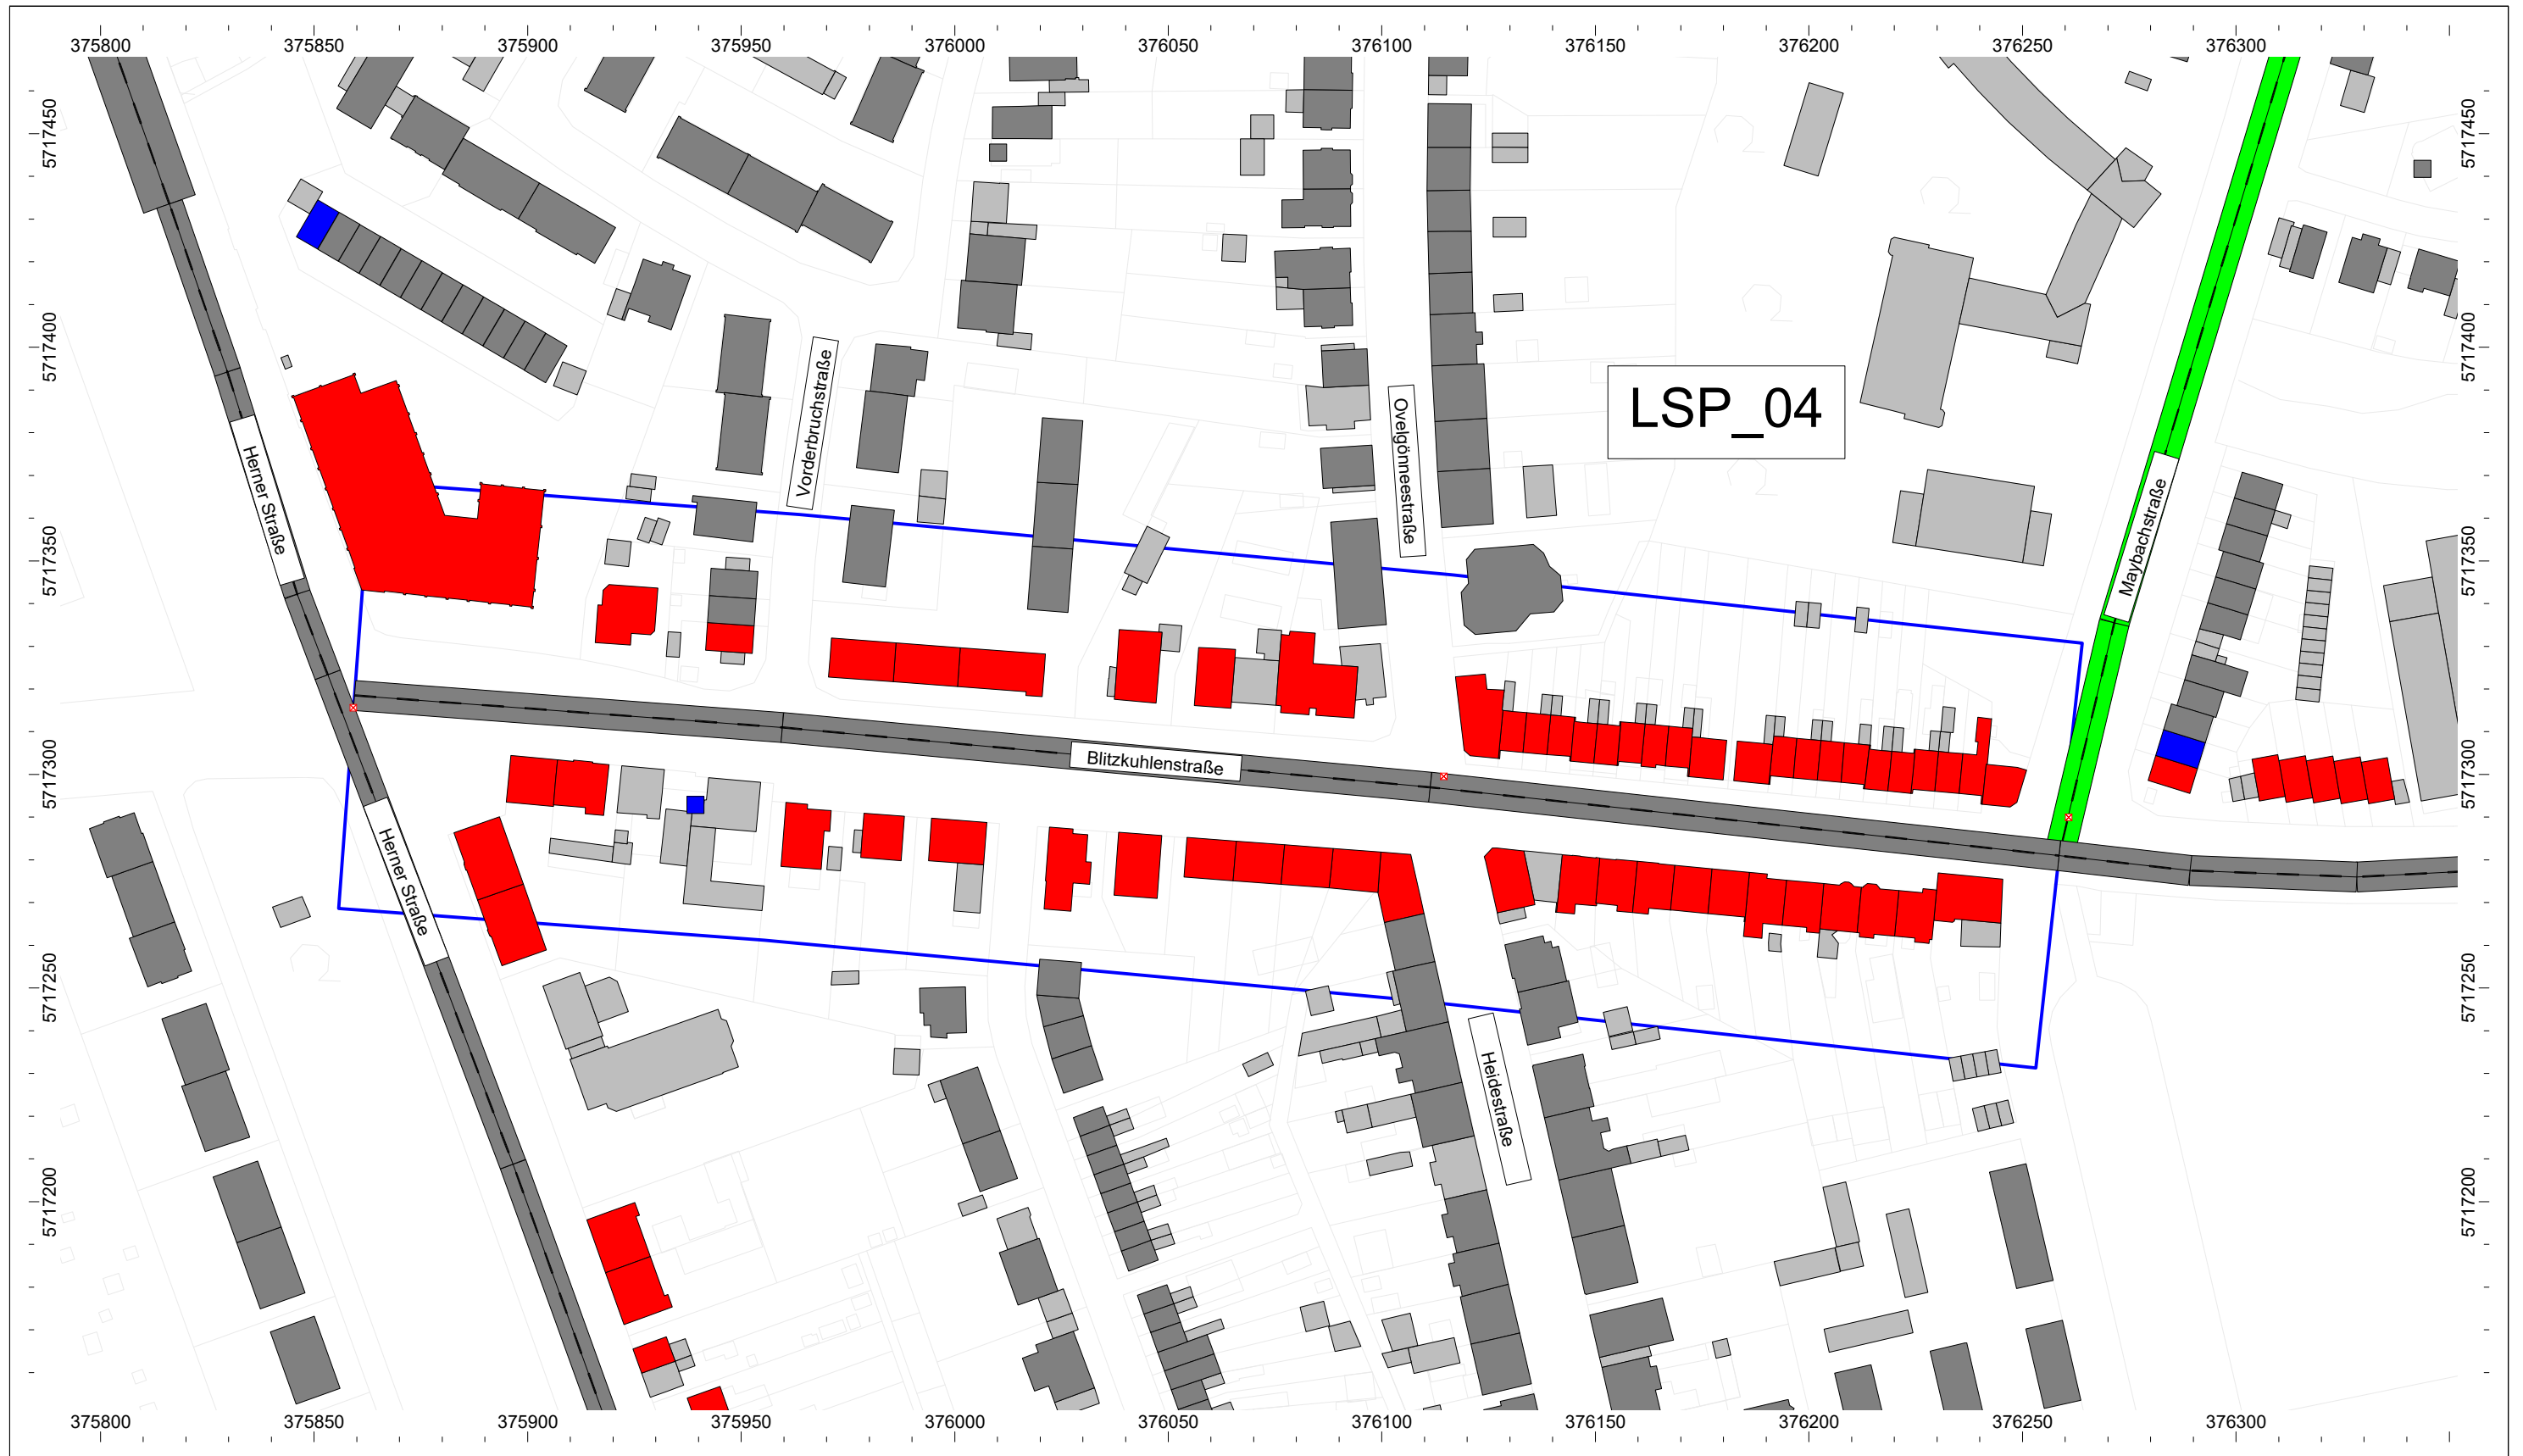 375800 375850 375900 375950 376000 376050 376100 376150 376200 376250 376300
5717450
5717400
5717350
5717300
5717250
5717200
5717450
5717400
5717350
5717300
5717250
5717200
LSP_04
Vorderbruchstraße
Ovelgönnestraße
Herner Straße
Maybachstraße
Blitzkuhlenstraße
Herner Straße
Heidestraße
375800 375850 375900 375950 376000 376050 376100 376150 376200 376250 376300